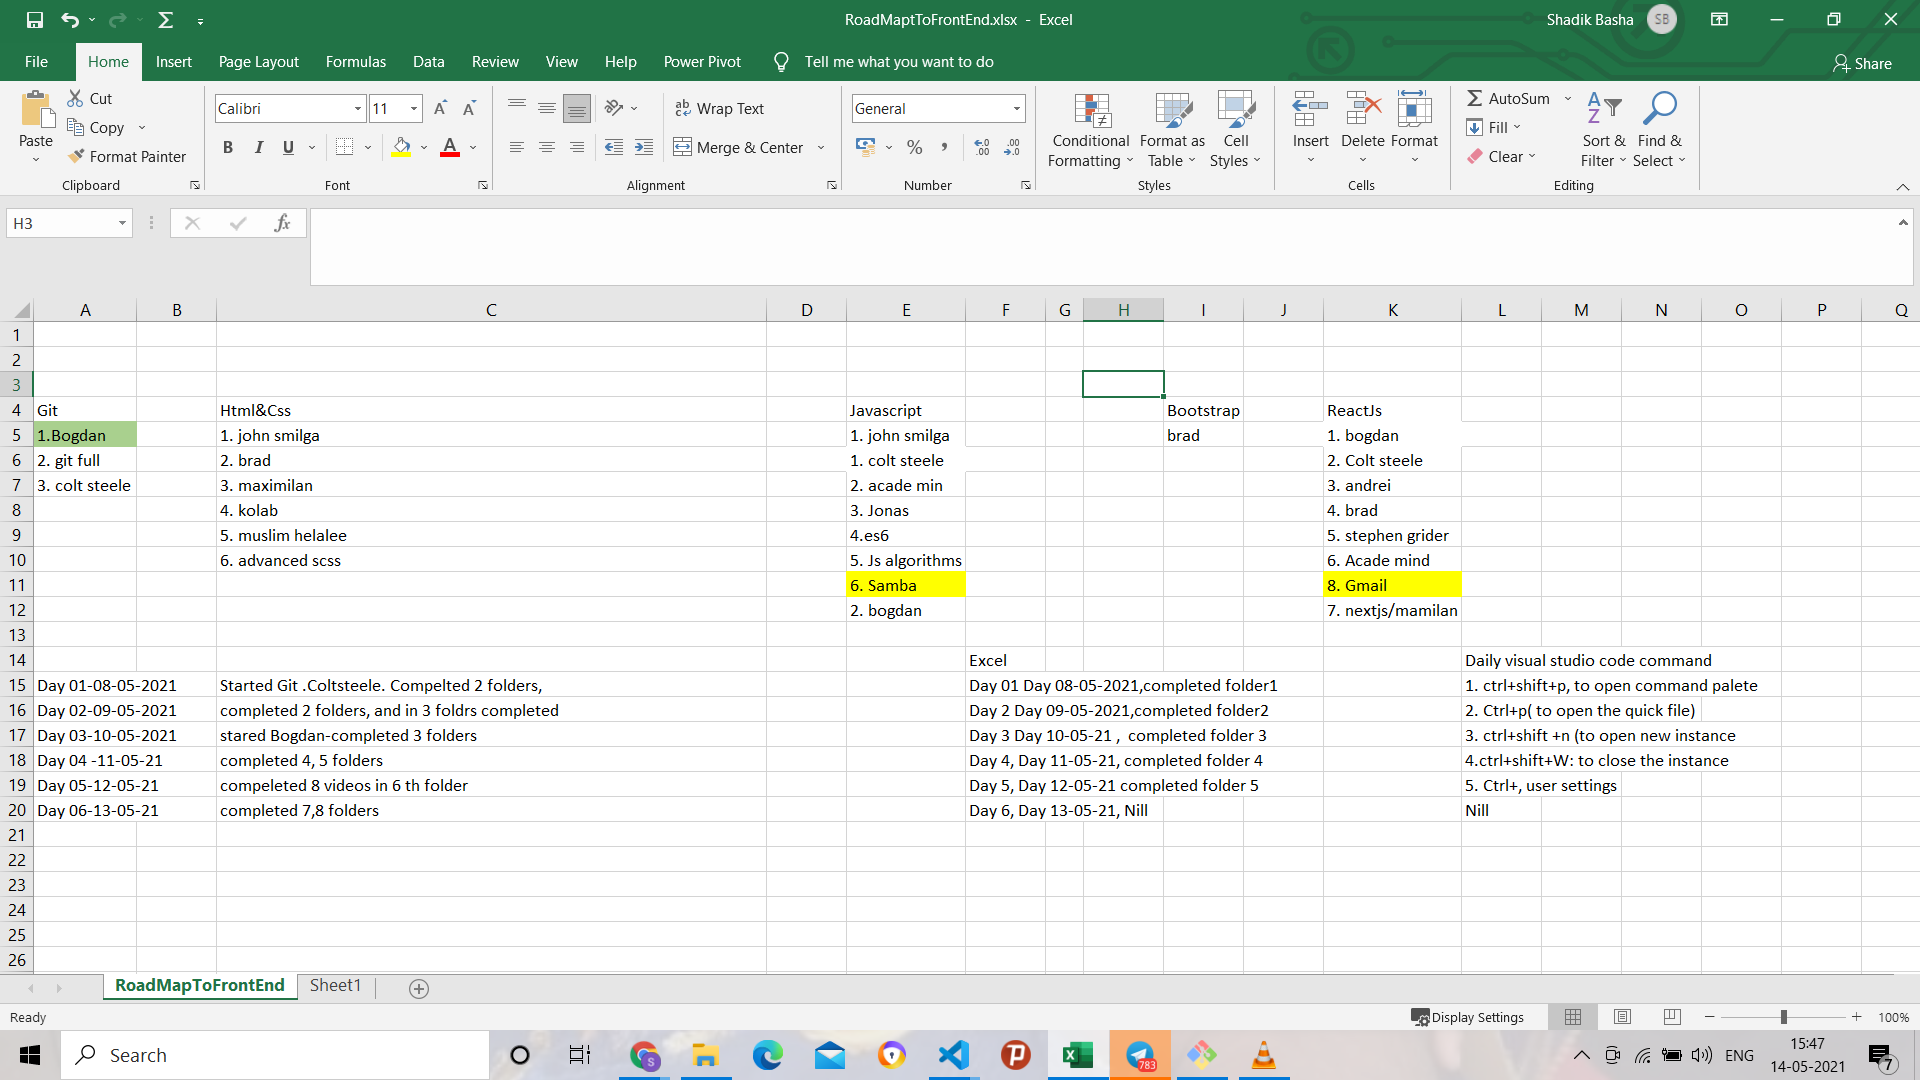 RoadMaptToFrontEnd.xlsx - Excel
Shadik Basha SB
File Home Insert Page Layout Formulas Data Review View Help Power Pivot Tell me what you want to do Share
Paste
Cut
Copy
Format Painter
Clipboard
Calibri 11
B I U
Font
Wrap Text
Merge & Center
Alignment
General
Number
Conditional Formatting
Format as Table
Cell Styles
Styles
Insert Delete Format
Cells
AutoSum
Fill
Clear
Sort & Filter
Find & Select
Editing
H3 fx
A B C D E F G H I J K L M N O P Q
1
2
3
4 Git Html&Css Javascript Bootstrap ReactJs
5 1.Bogdan 1. john smilga 1. john smilga brad 1. bogdan
6 2. git full 2. brad 1. colt steele 2. Colt steele
7 3. colt steele 3. maximilan 2. acade min 3. andrei
8 4. kolab 3. Jonas 4. brad
9 5. muslim helalee 4.es6 5. stephen grider
10 6. advanced scss 5. Js algorithms 6. Acade mind
11 6. Samba 8. Gmail
12 2. bogdan 7. nextjs/mamilan
13
14 Excel Daily visual studio code command
15 Day 01-08-05-2021 Started Git .Coltsteele. Compelted 2 folders, Day 01 Day 08-05-2021,completed folder1 1. ctrl+shift+p, to open command palete
16 Day 02-09-05-2021 completed 2 folders, and in 3 foldrs completed Day 2 Day 09-05-2021,completed folder2 2. Ctrl+p( to open the quick file)
17 Day 03-10-05-2021 stared Bogdan-completed 3 folders Day 3 Day 10-05-21 , completed folder 3 3. ctrl+shift +n (to open new instance
18 Day 04 -11-05-21 completed 4, 5 folders Day 4, Day 11-05-21, completed folder 4 4.ctrl+shift+W: to close the instance
19 Day 05-12-05-21 compeleted 8 videos in 6 th folder Day 5, Day 12-05-21 completed folder 5 5. Ctrl+, user settings
20 Day 06-13-05-21 completed 7,8 folders Day 6, Day 13-05-21, Nill Nill
21
22
23
24
25
26
RoadMapToFrontEnd Sheet1
Ready Display Settings 100%
Search 783 ENG 15:47
14-05-2021 7